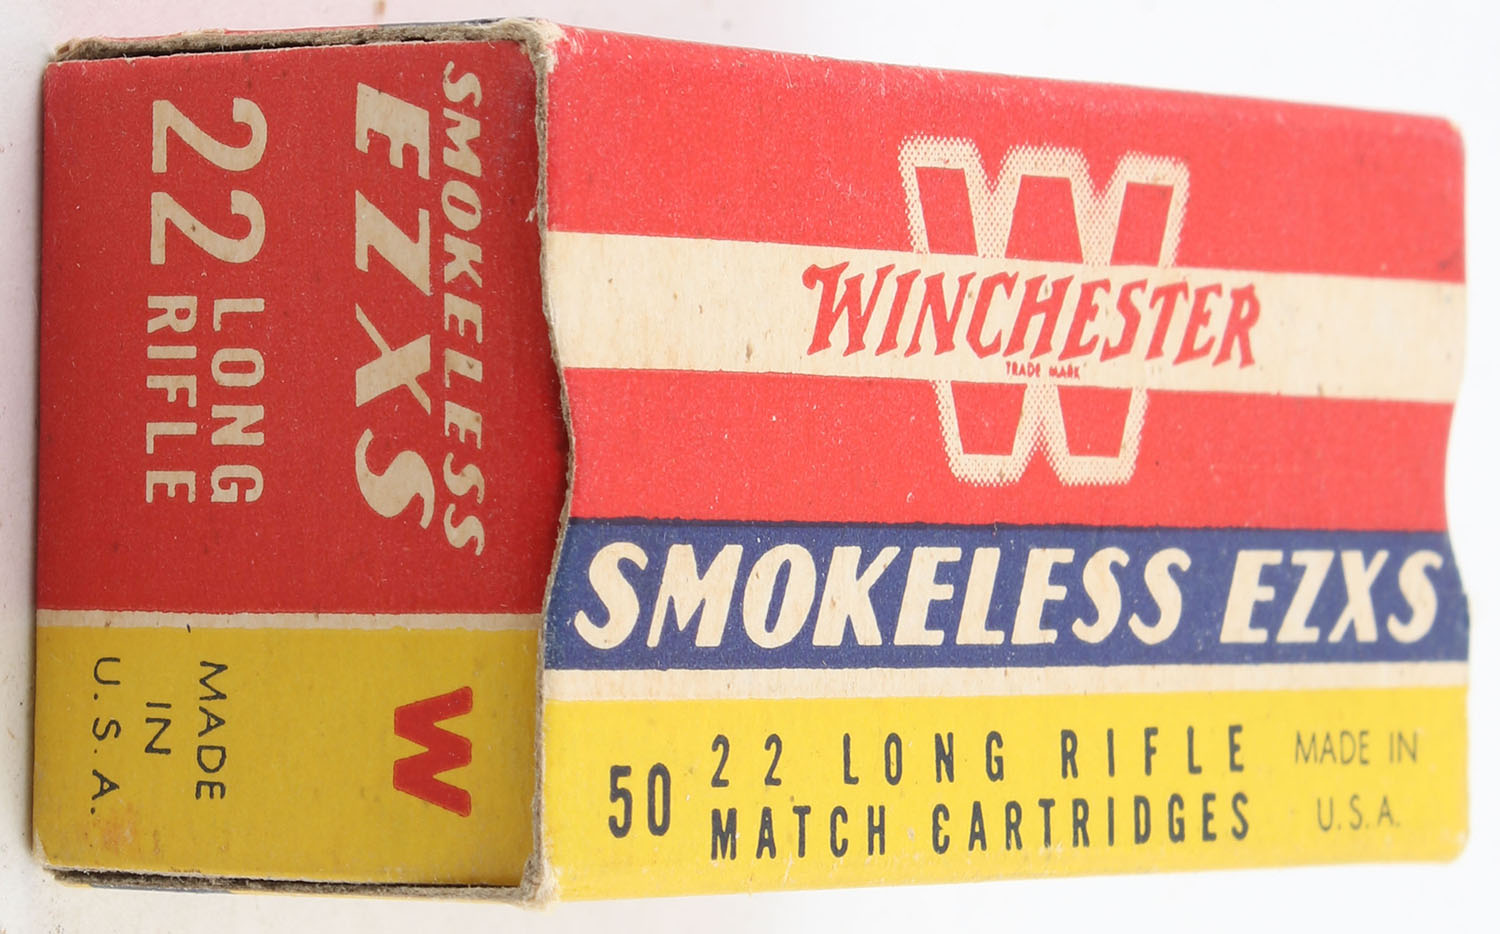 W
WINCHESTER
TRADE MARK
SMOKELESS EZXS
50
22 LONG RIFLE
MATCH CARTRIDGES
MADE IN
U.S.A.
SMOKELESS
EZXS
22 LONG
RIFLE
W
MADE
IN
U.S.A.